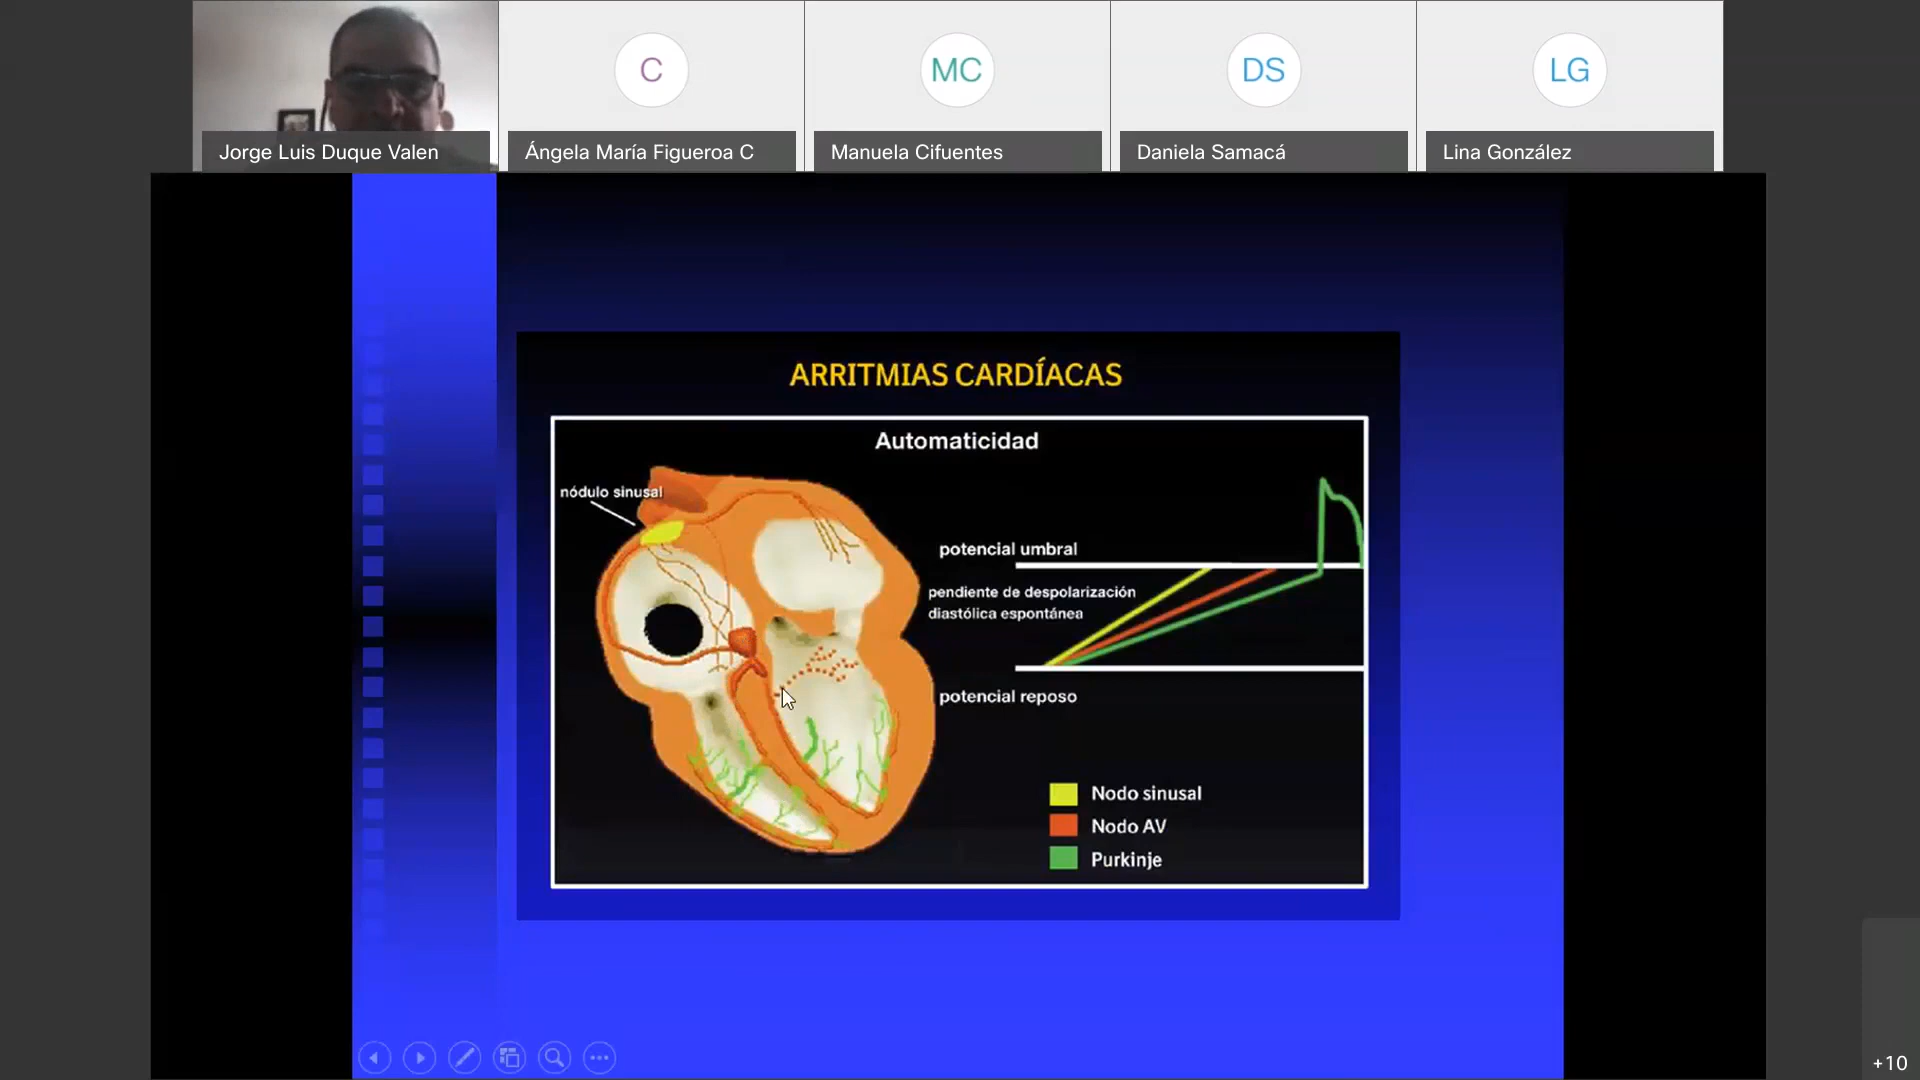 C
MC
DS
LG
Jorge Luis Duque Valen
Ángela María Figueroa C
Manuela Cifuentes
Daniela Samacá
Lina González
ARRITMIAS CARDÍACAS
Automaticidad
nódulo sinusal
potencial umbral
pendiente de despolarización
diastólica espontánea
potencial reposo
Nodo sinusal
Nodo AV
Purkinje
+10